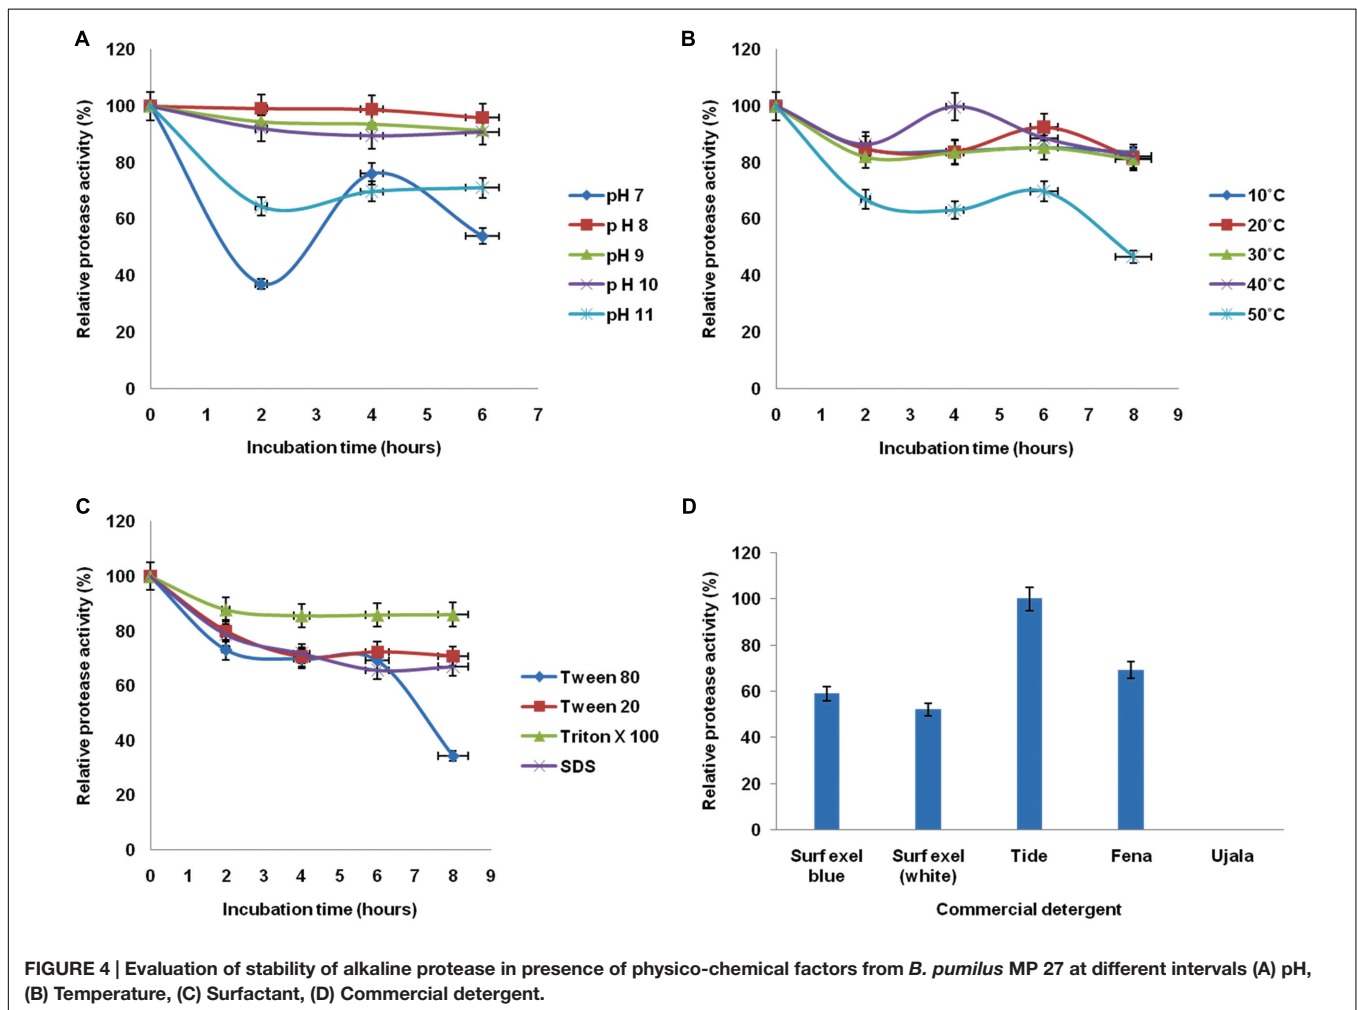 A
120
100
80
60
40
20
0
0 1 2 3 4 5 6 7
Relative protease activity (%)
Incubation time (hours)
pH 7
p H 8
pH 9
p H 10
pH 11
B
120
100
80
60
40
20
0
0 1 2 3 4 5 6 7 8 9
Relative protease activity (%)
Incubation time (hours)
10˚C
20˚C
30˚C
40˚C
50˚C
C
120
100
80
60
40
20
0
0 1 2 3 4 5 6 7 8 9
Relative protease activity (%)
Incubation time (hours)
Tween 80
Tween 20
Triton X 100
SDS
D
120
100
80
60
40
20
0
Relative protease activity (%)
Surf exel
blue
Surf exel
(white)
Tide
Fena
Ujala
Commercial detergent
FIGURE 4 | Evaluation of stability of alkaline protease in presence of physico-chemical factors from B. pumilus MP 27 at different intervals (A) pH,
(B) Temperature, (C) Surfactant, (D) Commercial detergent.